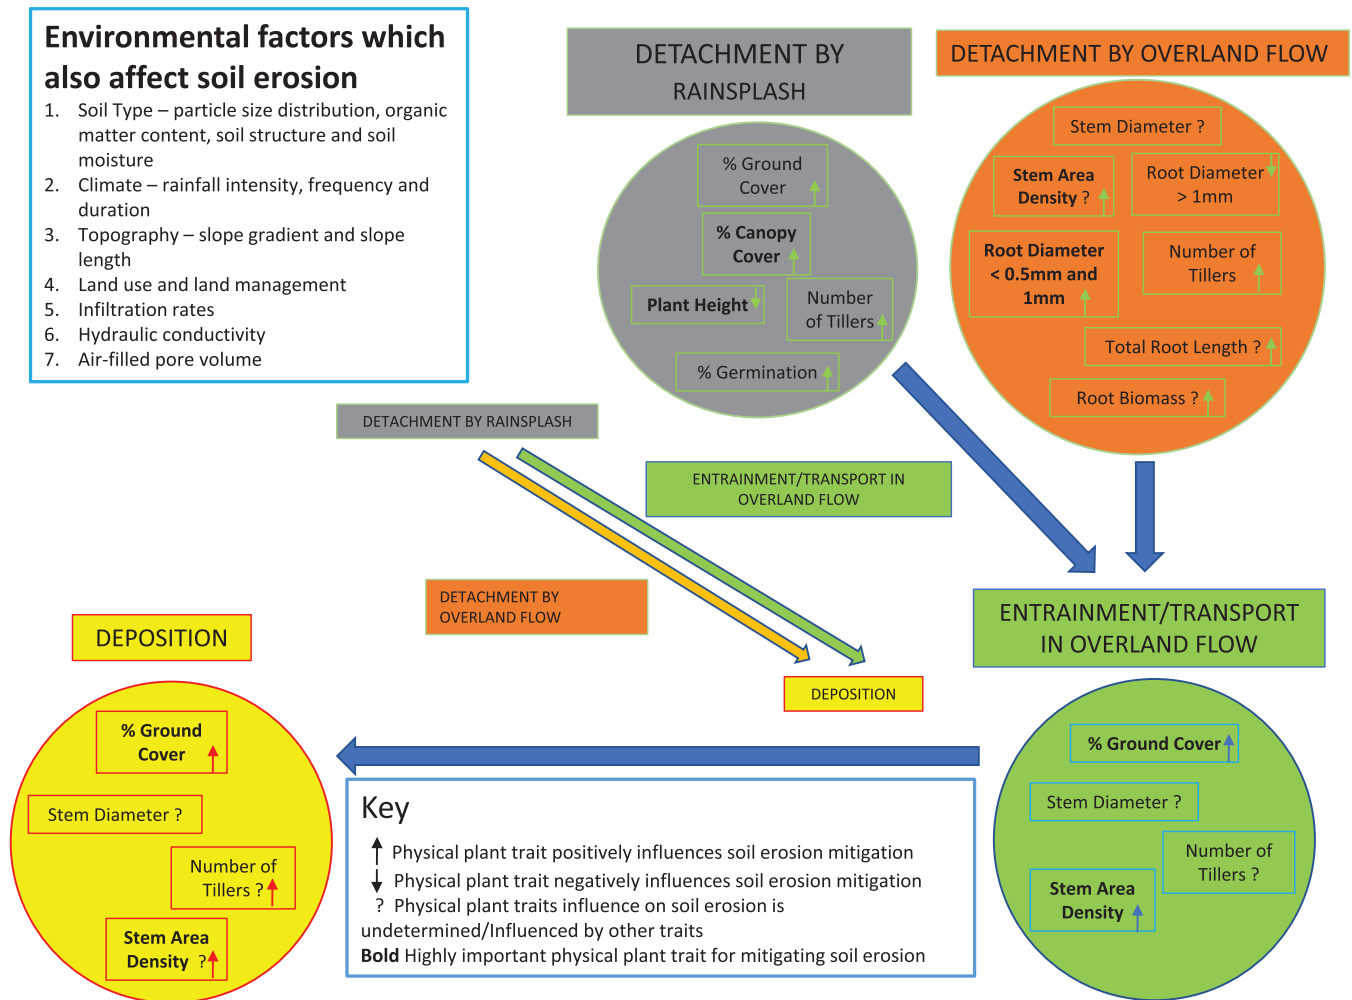 Environmental factors which
also affect soil erosion
1. Soil Type – particle size distribution, organic
matter content, soil structure and soil
moisture
2. Climate – rainfall intensity, frequency and
duration
3. Topography – slope gradient and slope
length
4. Land use and land management
5. Infiltration rates
6. Hydraulic conductivity
7. Air-filled pore volume
DETACHMENT BY
RAINSPLASH
% Ground
Cover
% Canopy
Cover
Plant Height
Number
of Tillers
% Germination
DETACHMENT BY OVERLAND FLOW
Stem Diameter ?
Stem Area
Density ?
Root Diameter
> 1mm
Root Diameter
< 0.5mm and
1mm
Number of
Tillers
Total Root Length ?
Root Biomass ?
DETACHMENT BY RAINSPLASH
ENTRAINMENT/TRANSPORT IN
OVERLAND FLOW
DETACHMENT BY
OVERLAND FLOW
DEPOSITION
ENTRAINMENT/TRANSPORT
IN OVERLAND FLOW
% Ground Cover
Stem Diameter ?
Number of
Tillers ?
Stem Area
Density
DEPOSITION
% Ground
Cover
Stem Diameter ?
Number of
Tillers ?
Stem Area
Density ?
Key
↑ Physical plant trait positively influences soil erosion mitigation
↓ Physical plant trait negatively influences soil erosion mitigation
? Physical plant traits influence on soil erosion is
undetermined/Influenced by other traits
Bold Highly important physical plant trait for mitigating soil erosion